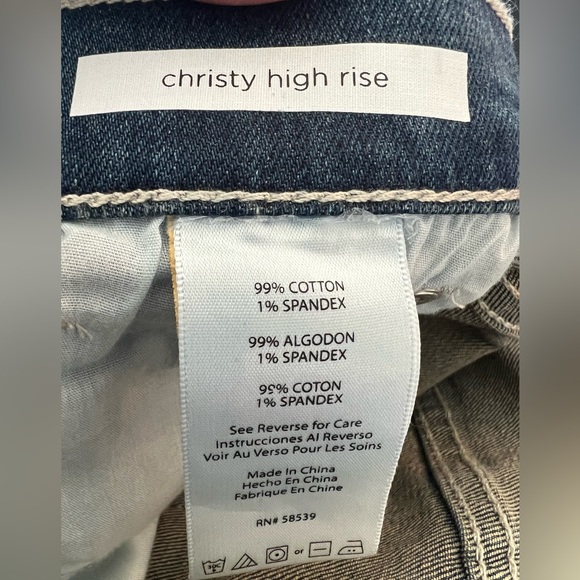 christy high rise
99% COTTON
1% SPANDEX
99% ALGODON
1% SPANDEX
99% COTON
1% SPANDEX
See Reverse for Care
Instrucciones Al Reverso
Voir Au Verso Pour Les Soins
Made In China
Hecho En China
Fabrique En Chine
RN# 58539
or